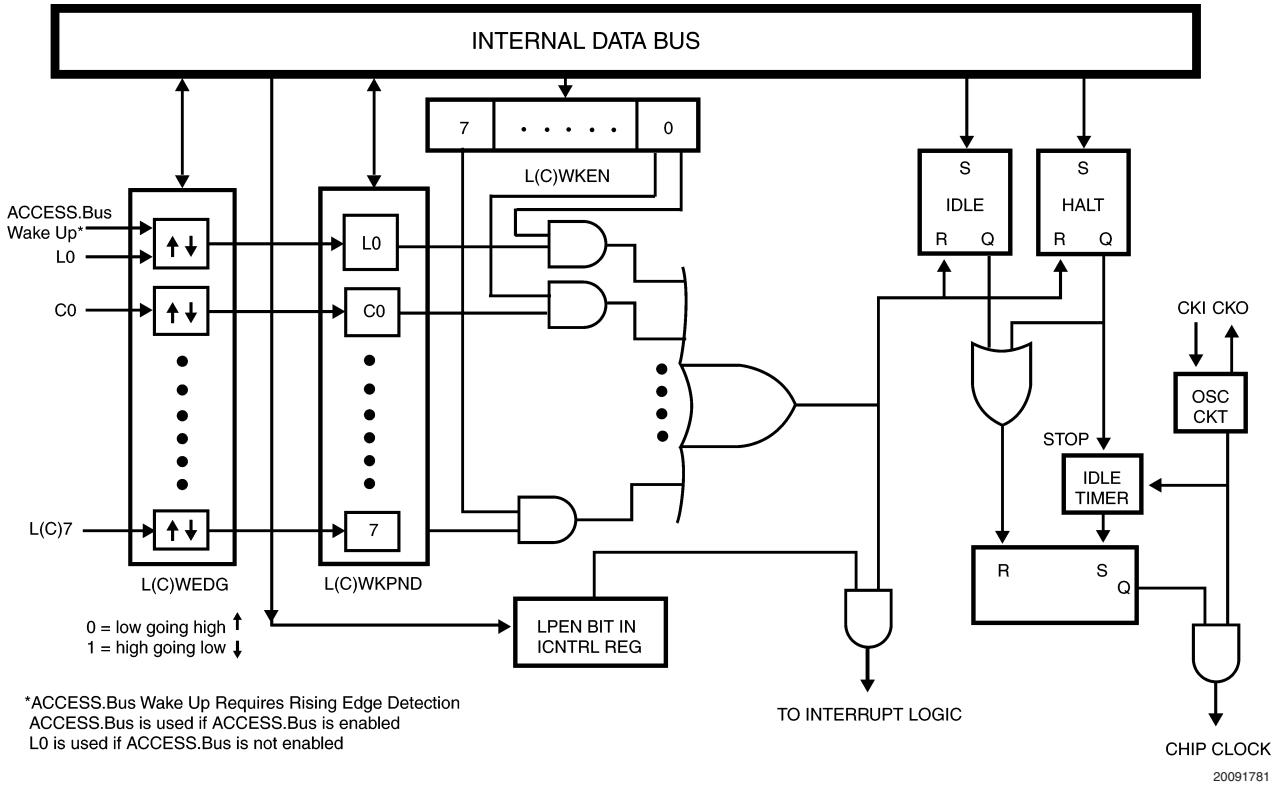 INTERNAL DATA BUS
7 . . . . . 0
L(C)WKEN
ACCESS.Bus
Wake Up*
L0
C0
L(C)7
L0
C0
7
L(C)WEDG
L(C)WKPND
0 = low going high
1 = high going low
LPEN BIT IN
ICNTRL REG
S
IDLE
R Q
S
HALT
R Q
CKI CKO
OSC
CKT
STOP
IDLE
TIMER
R S
Q
TO INTERRUPT LOGIC
CHIP CLOCK
*ACCESS.Bus Wake Up Requires Rising Edge Detection
ACCESS.Bus is used if ACCESS.Bus is enabled
L0 is used if ACCESS.Bus is not enabled
20091781